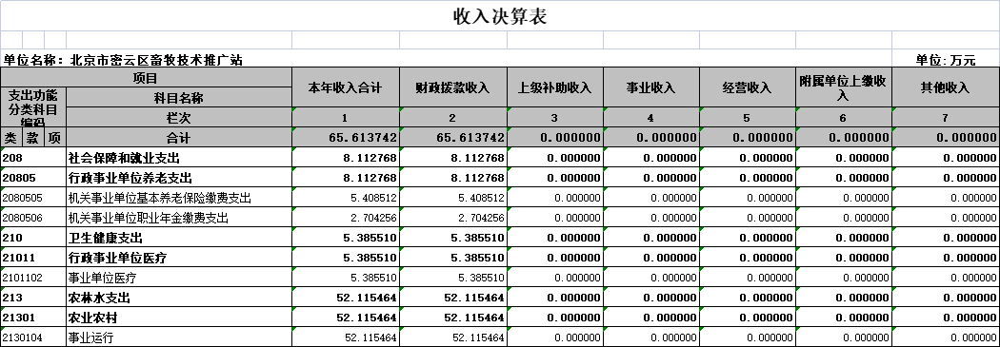 收入决算表
单位名称：北京市密云区畜牧技术推广站 单位:万元
项目 本年收入合计 财政拨款收入 上级补助收入 事业收入 经营收入 附属单位上缴收入 其他收入
支出功能分类科目编码 科目名称
栏次 1 2 3 4 5 6 7
类 款 项 合计 65.613742 65.613742 0.000000 0.000000 0.000000 0.000000 0.000000
208 社会保障和就业支出 8.112768 8.112768 0.000000 0.000000 0.000000 0.000000 0.000000
20805 行政事业单位养老支出 8.112768 8.112768 0.000000 0.000000 0.000000 0.000000 0.000000
2080505 机关事业单位基本养老保险缴费支出 5.408512 5.408512 0.000000 0.000000 0.000000 0.000000 0.000000
2080506 机关事业单位职业年金缴费支出 2.704256 2.704256 0.000000 0.000000 0.000000 0.000000 0.000000
210 卫生健康支出 5.385510 5.385510 0.000000 0.000000 0.000000 0.000000 0.000000
21011 行政事业单位医疗 5.385510 5.385510 0.000000 0.000000 0.000000 0.000000 0.000000
2101102 事业单位医疗 5.385510 5.385510 0.000000 0.000000 0.000000 0.000000 0.000000
213 农林水支出 52.115464 52.115464 0.000000 0.000000 0.000000 0.000000 0.000000
21301 农业农村 52.115464 52.115464 0.000000 0.000000 0.000000 0.000000 0.000000
2130104 事业运行 52.115464 52.115464 0.000000 0.000000 0.000000 0.000000 0.000000